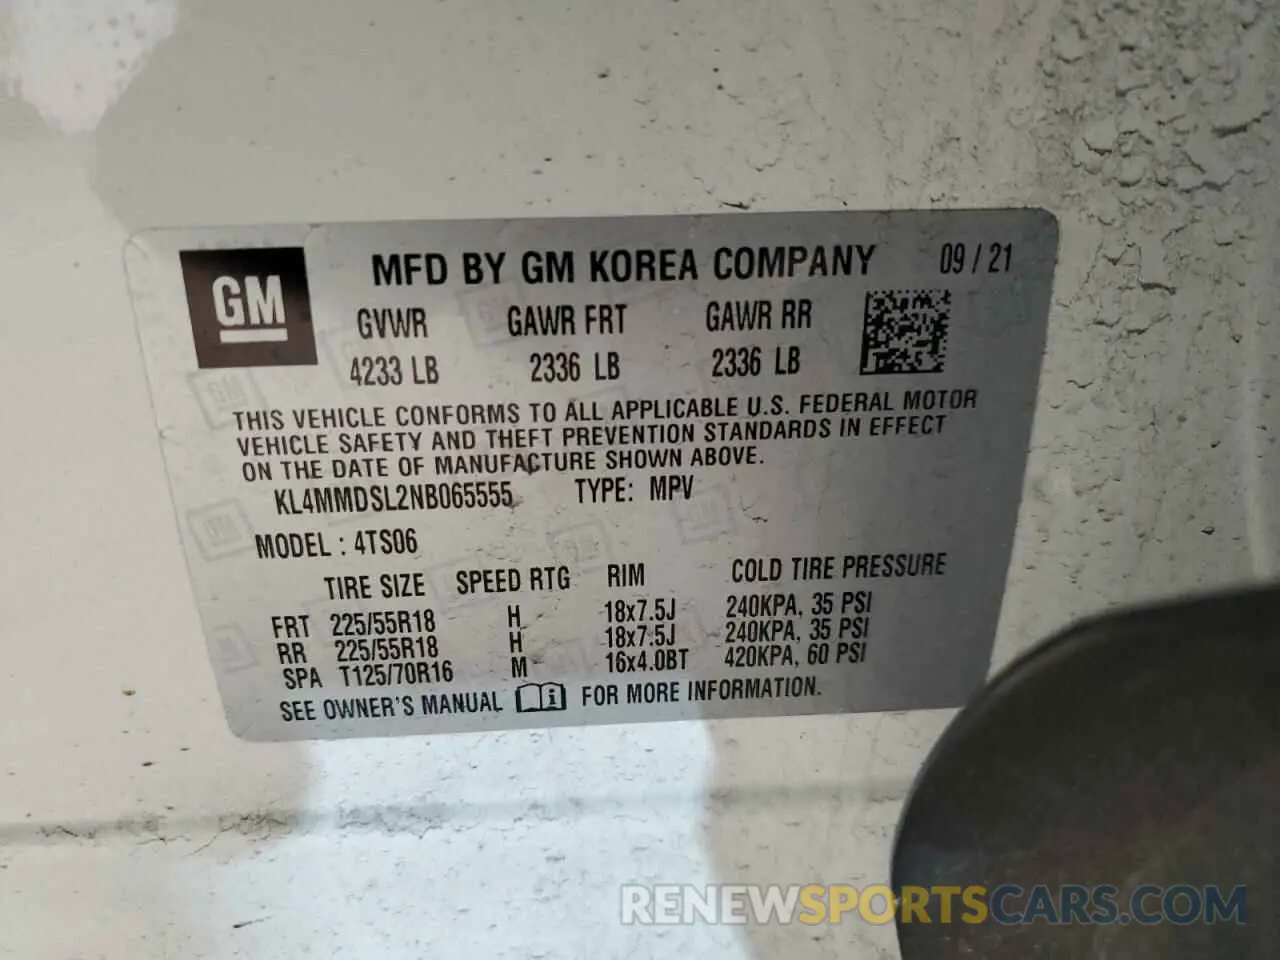 GM
MFD BY GM KOREA COMPANY 09 / 21
GVWR GAWR FRT GAWR RR
4233 LB 2336 LB 2336 LB
THIS VEHICLE CONFORMS TO ALL APPLICABLE U.S. FEDERAL MOTOR
VEHICLE SAFETY AND THEFT PREVENTION STANDARDS IN EFFECT
ON THE DATE OF MANUFACTURE SHOWN ABOVE.
KL4MMDSL2NB065555 TYPE: MPV
MODEL : 4TS06
TIRE SIZE SPEED RTG RIM COLD TIRE PRESSURE
FRT 225/55R18 H 18x7.5J 240KPA, 35 PSI
RR 225/55R18 H 18x7.5J 240KPA, 35 PSI
SPA T125/70R16 M 16x4.0BT 420KPA, 60 PSI
SEE OWNER'S MANUAL i FOR MORE INFORMATION.
RENEWSPORTSCARS.COM